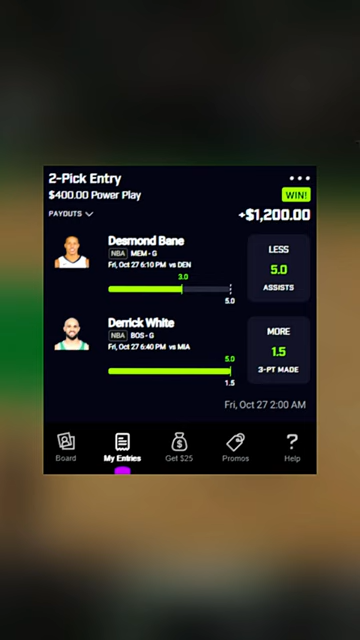 2-Pick Entry
$400.00 Power Play
WIN!
PAYOUTS
+$1,200.00
Desmond Bane
NBA MEM - G
Fri, Oct 27 6:10 PM vs DEN
3.0
5.0
LESS
5.0
ASSISTS
Derrick White
NBA BOS - G
Fri, Oct 27 6:40 PM vs MIA
5.0
1.5
MORE
1.5
3-PT MADE
Fri, Oct 27 2:00 AM
Board
My Entries
Get $25
Promos
Help